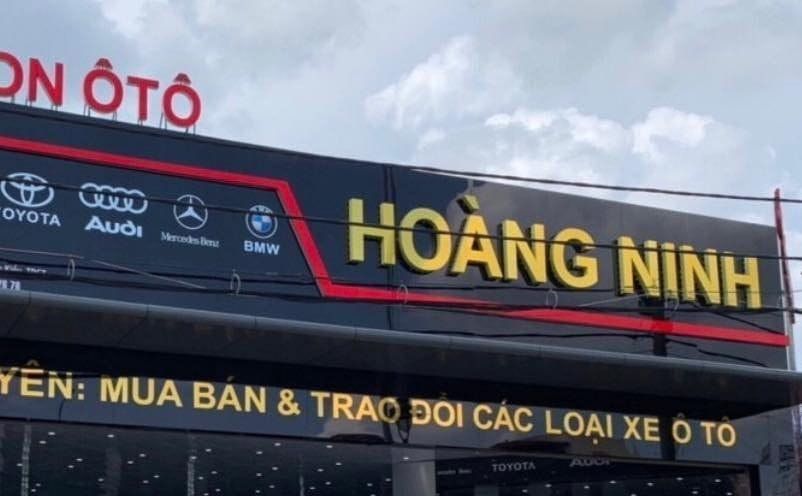 ON ÔTÔ
TOYOTA Audi Mercedes-Benz BMW
HOÀNG NINH
YÊN: MUA BÁN & TRAO ĐỔI CÁC LOẠI XE Ô TÔ
TOYOTA Audi